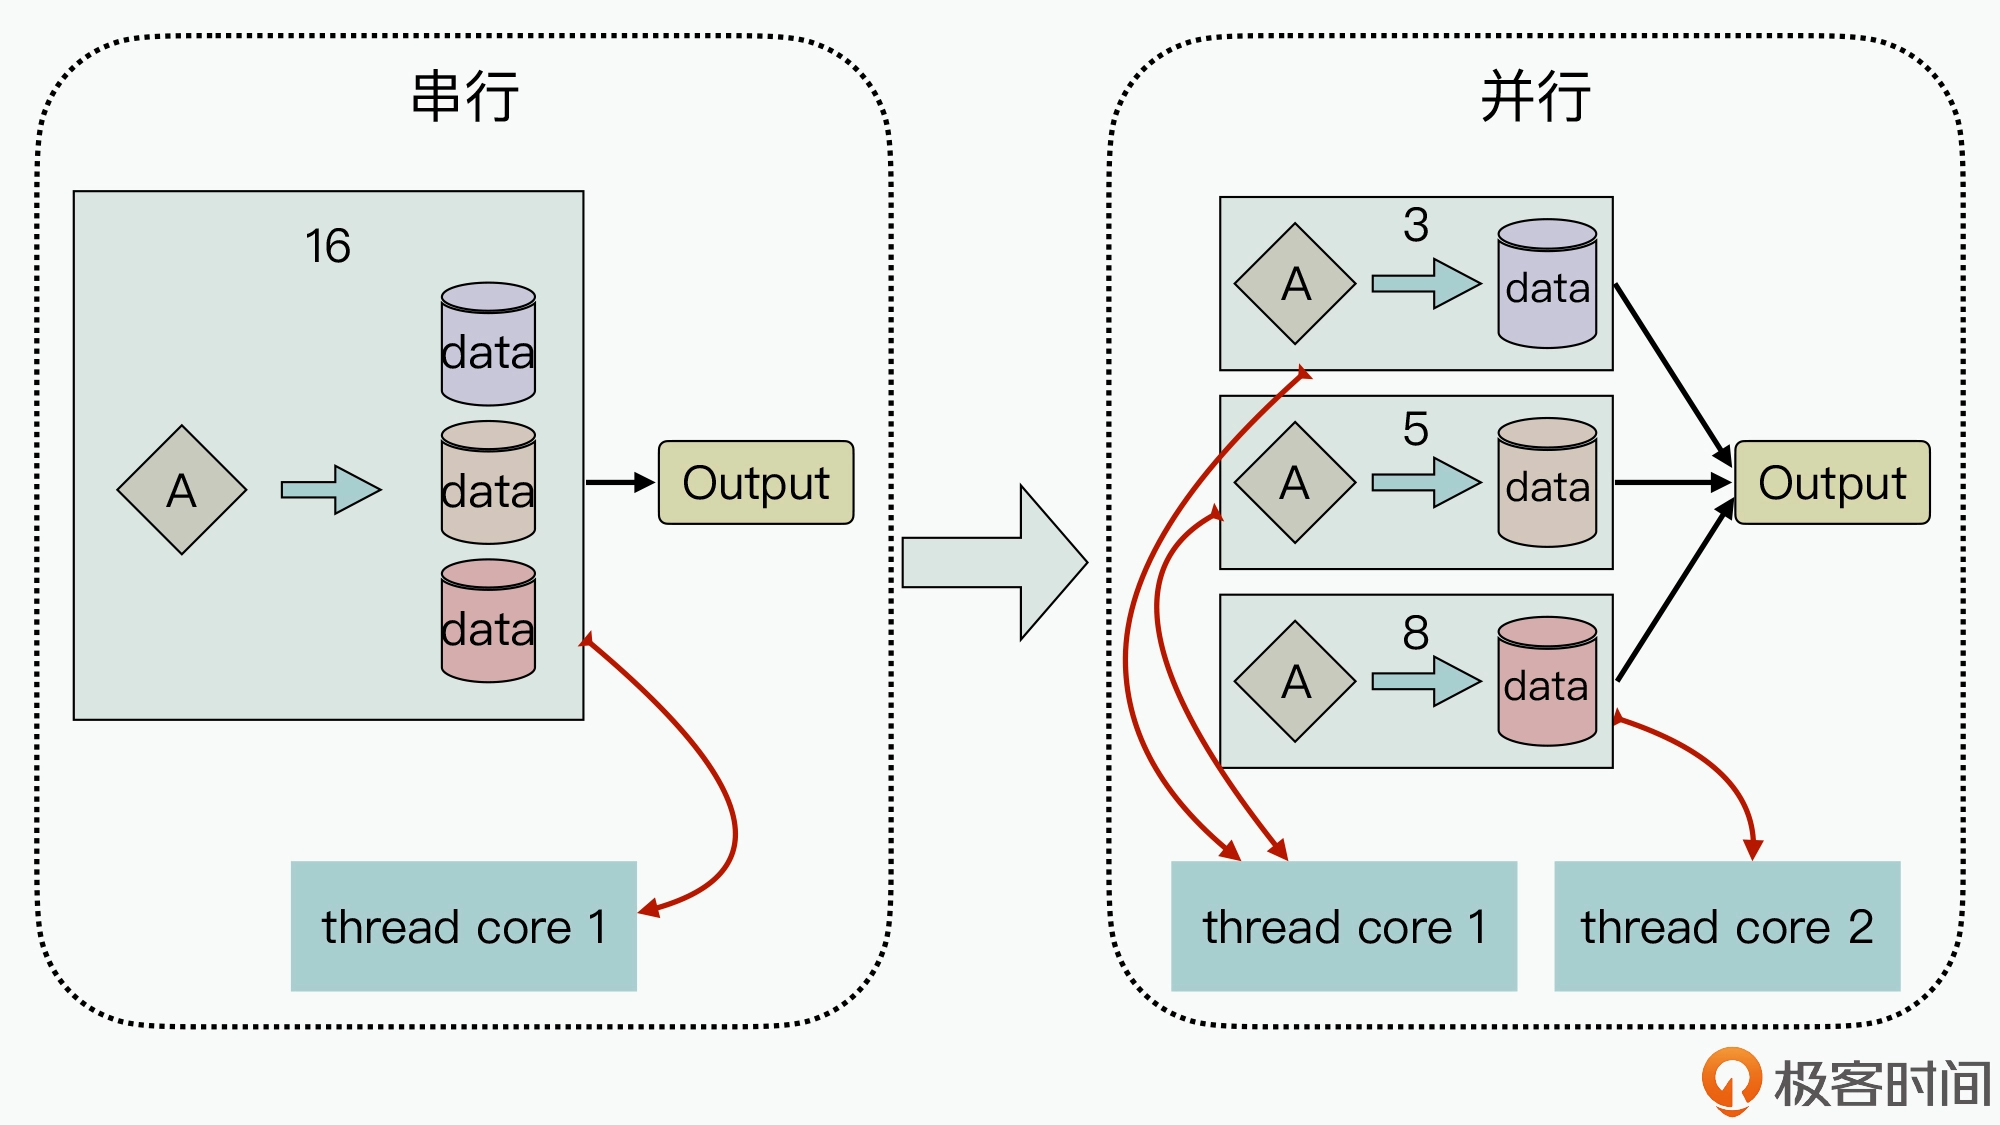 串行
16
data
data
data
A
Output
thread core 1
并行
3
A
data
5
A
data
8
A
data
Output
thread core 1
thread core 2
极客时间